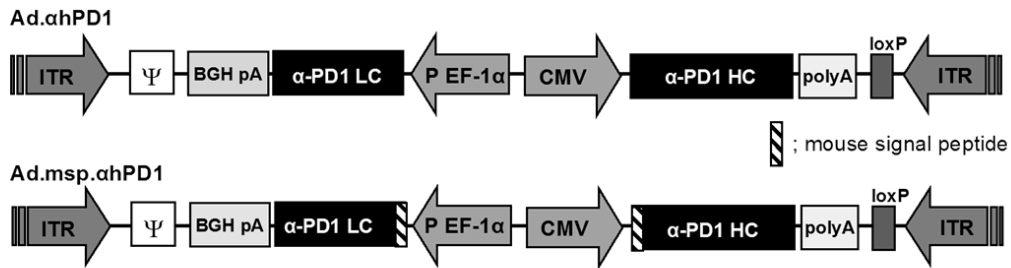 Ad.αhPD1
loxP
ITR Ψ BGH pA α-PD1 LC P EF-1α CMV α-PD1 HC polyA ITR
; mouse signal peptide
Ad.msp.αhPD1
loxP
ITR Ψ BGH pA α-PD1 LC P EF-1α CMV α-PD1 HC polyA ITR